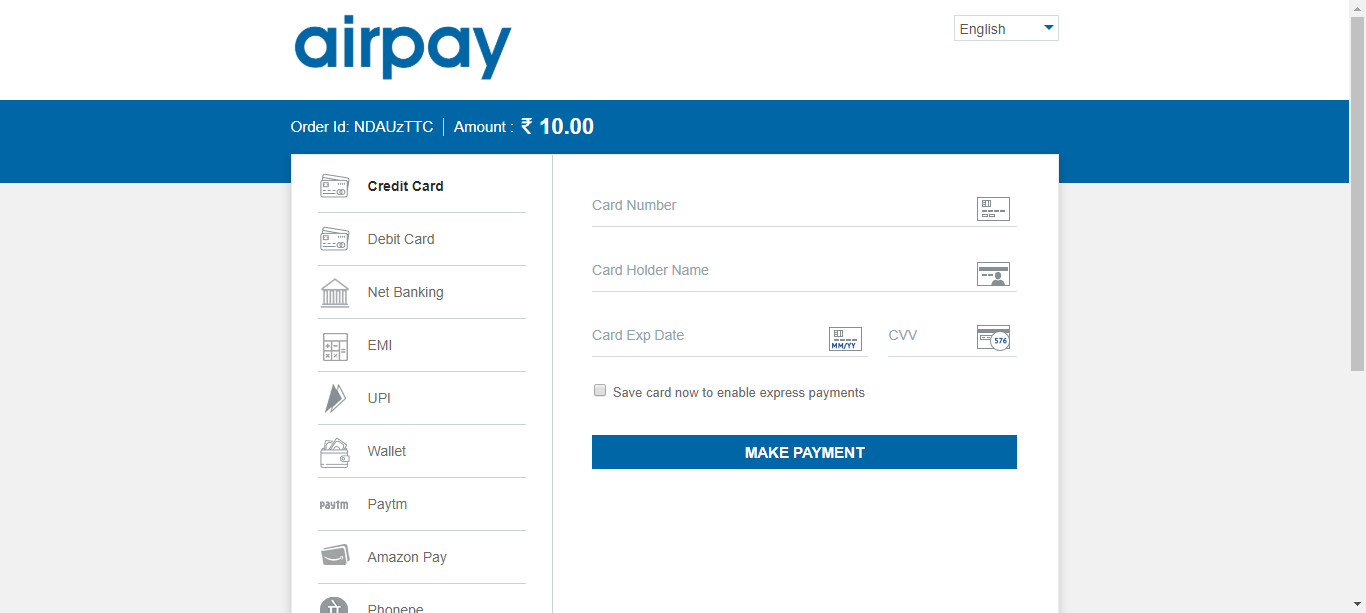 airpay
English
Order Id: NDAUzTTC
Amount : ₹ 10.00
Credit Card
Debit Card
Net Banking
EMI
UPI
Wallet
Paytm
Paytm
Amazon Pay
Phonepe
Card Number
Card Holder Name
Card Exp Date
MM/YY
CVV
576
Save card now to enable express payments
MAKE PAYMENT